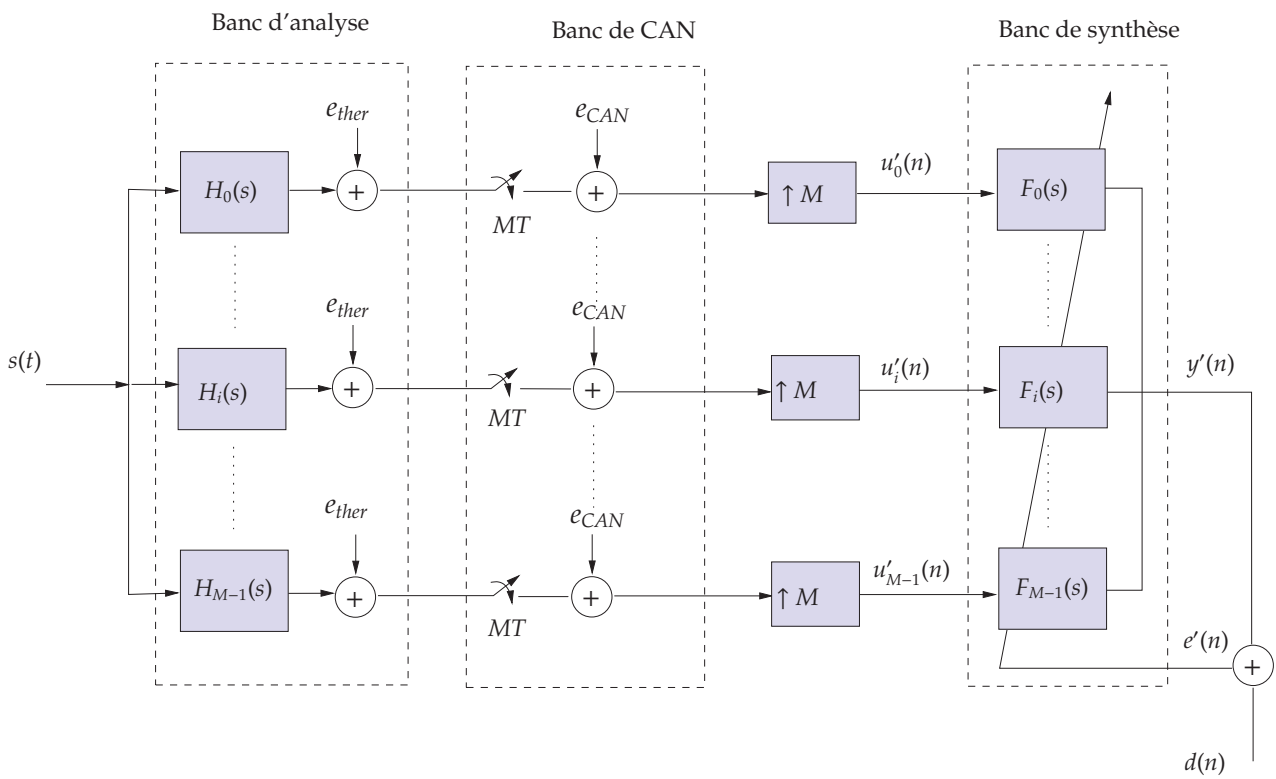 Banc d'analyse
Banc de CAN
Banc de synthèse
e_ther
e_CAN
H_0(s)
+
MT
+
↑ M
u'_0(n)
F_0(s)
e_ther
e_CAN
s(t)
H_i(s)
+
MT
+
↑ M
u'_i(n)
F_i(s)
y'(n)
e_ther
e_CAN
H_{M−1}(s)
+
MT
+
↑ M
u'_{M−1}(n)
F_{M−1}(s)
e'(n)
+
d(n)